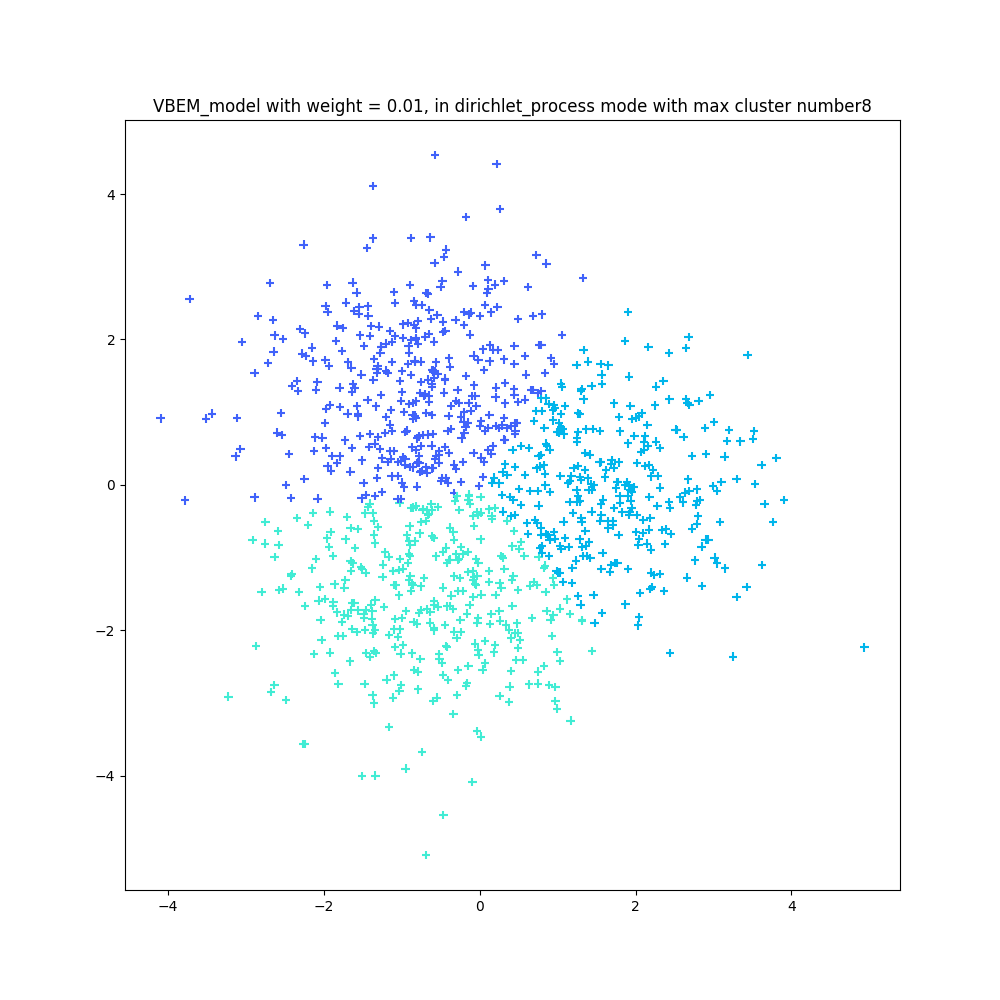 VBEM_model with weight = 0.01, in dirichlet_process mode with max cluster number8
4
2
0
−2
−4
−4 −2 0 2 4